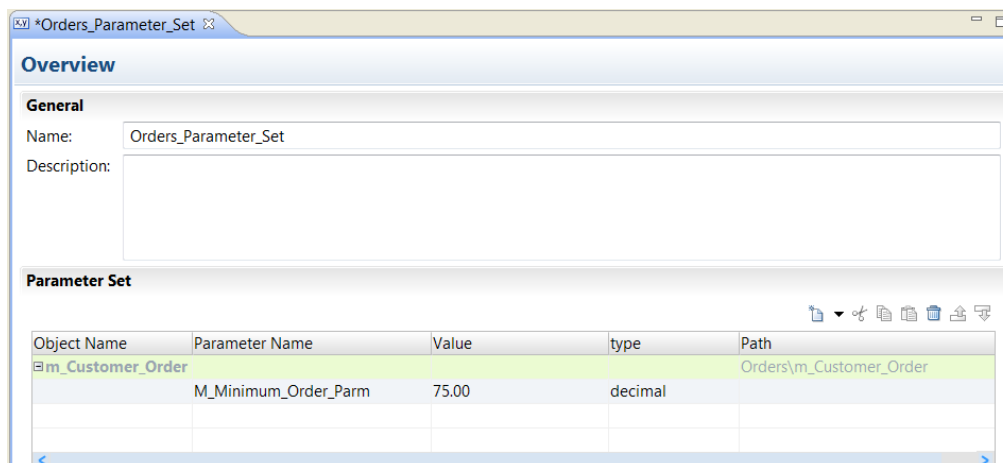 *Orders_Parameter_Set
Overview
General
Name: Orders_Parameter_Set
Description:
Parameter Set
Object Name Parameter Name Value type Path
m_Customer_Order Orders\m_Customer_Order
M_Minimum_Order_Parm 75.00 decimal